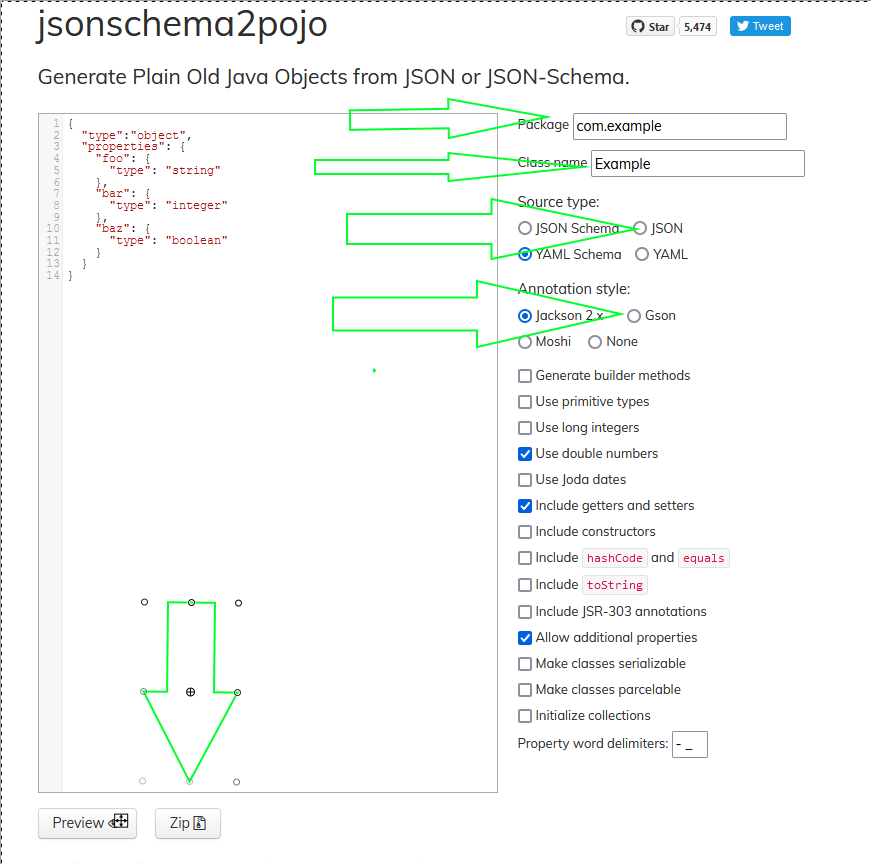 jsonschema2pojo
Star 5,474 Tweet
Generate Plain Old Java Objects from JSON or JSON-Schema.
1 {
2 "type":"object",
3 "properties": {
4 "foo": {
5 "type": "string"
6 },
7 "bar": {
8 "type": "integer"
9 },
10 "baz": {
11 "type": "boolean"
12 }
13 }
14 }
Package com.example
Class name Example
Source type:
JSON Schema JSON
YAML Schema YAML
Annotation style:
Jackson 2.x Gson
Moshi None
Generate builder methods
Use primitive types
Use long integers
Use double numbers
Use Joda dates
Include getters and setters
Include constructors
Include hashCode and equals
Include toString
Include JSR-303 annotations
Allow additional properties
Make classes serializable
Make classes parcelable
Initialize collections
Property word delimiters: - _
Preview Zip